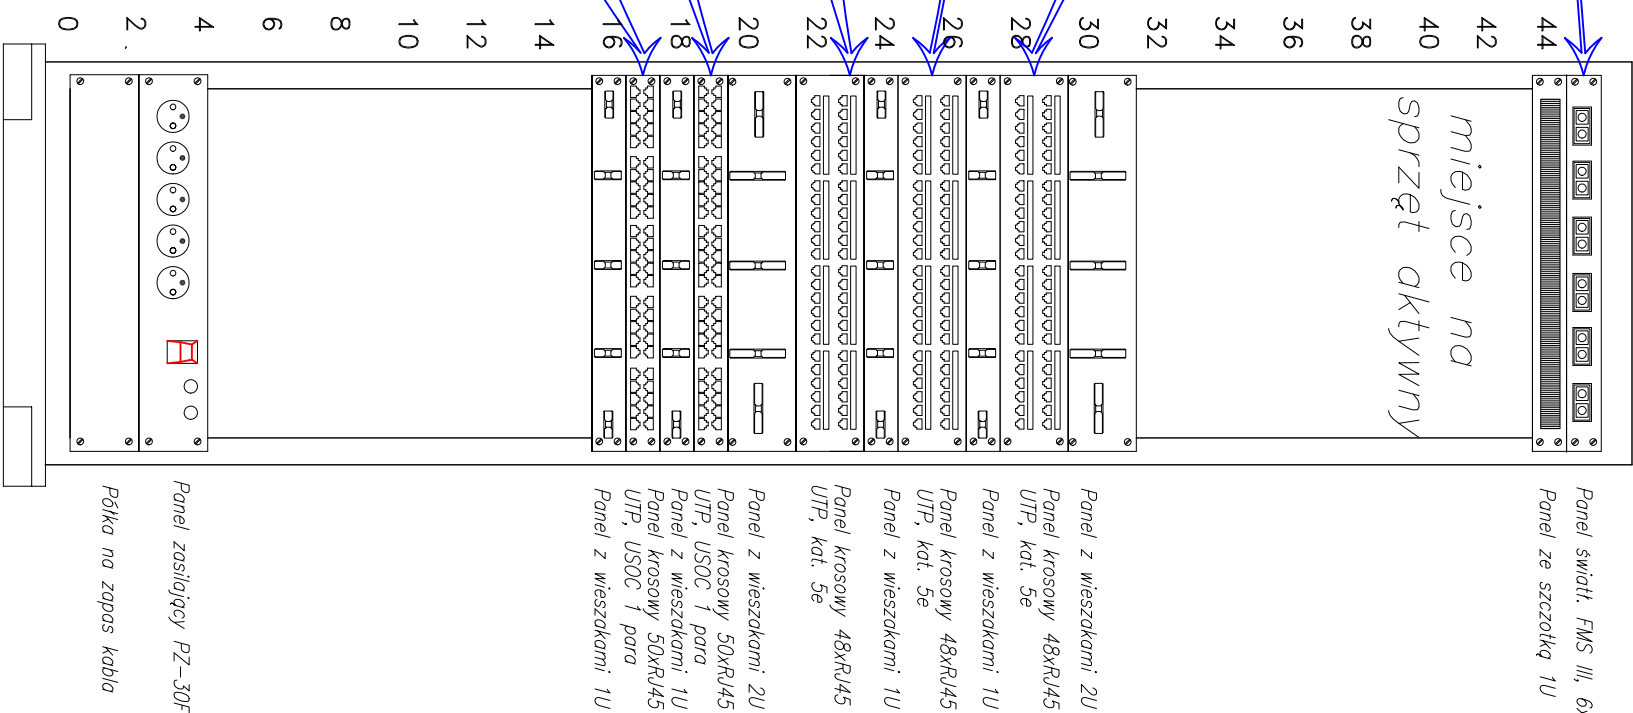 44
42
40
38
36
34
32
30
28
26
24
22
20
18
16
14
12
10
8
6
4
2
0
miejsce na
sprzęt aktywny
Panel światł. FMS III, 6x
Panel ze szczotką 1U
Panel z wieszakami 2U
Panel krosowy 48xRJ45
UTP, kat. 5e
Panel z wieszakami 1U
Panel krosowy 48xRJ45
UTP, kat. 5e
Panel z wieszakami 1U
Panel krosowy 48xRJ45
UTP, kat. 5e
Panel z wieszakami 2U
Panel krosowy 50xRJ45
UTP, USOC 1 para
Panel z wieszakami 1U
Panel krosowy 50xRJ45
UTP, USOC 1 para
Panel z wieszakami 1U
Panel zasilający PZ-30F
Półka na zapas kabla